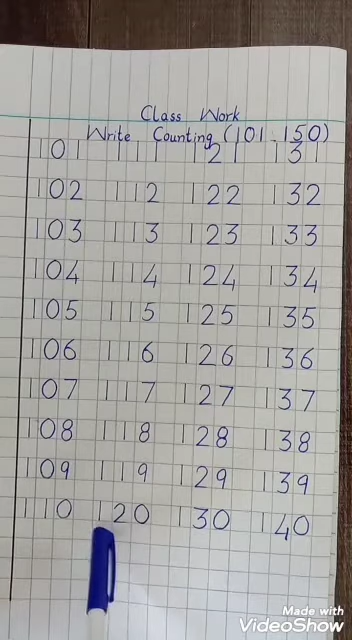 Class Work
Write Counting (101-150)
101 111 121 131
102 112 122 132
103 113 123 133
104 114 124 134
105 115 125 135
106 116 126 136
107 117 127 137
108 118 128 138
109 119 129 139
110 120 130 140
Made with
VideoShow